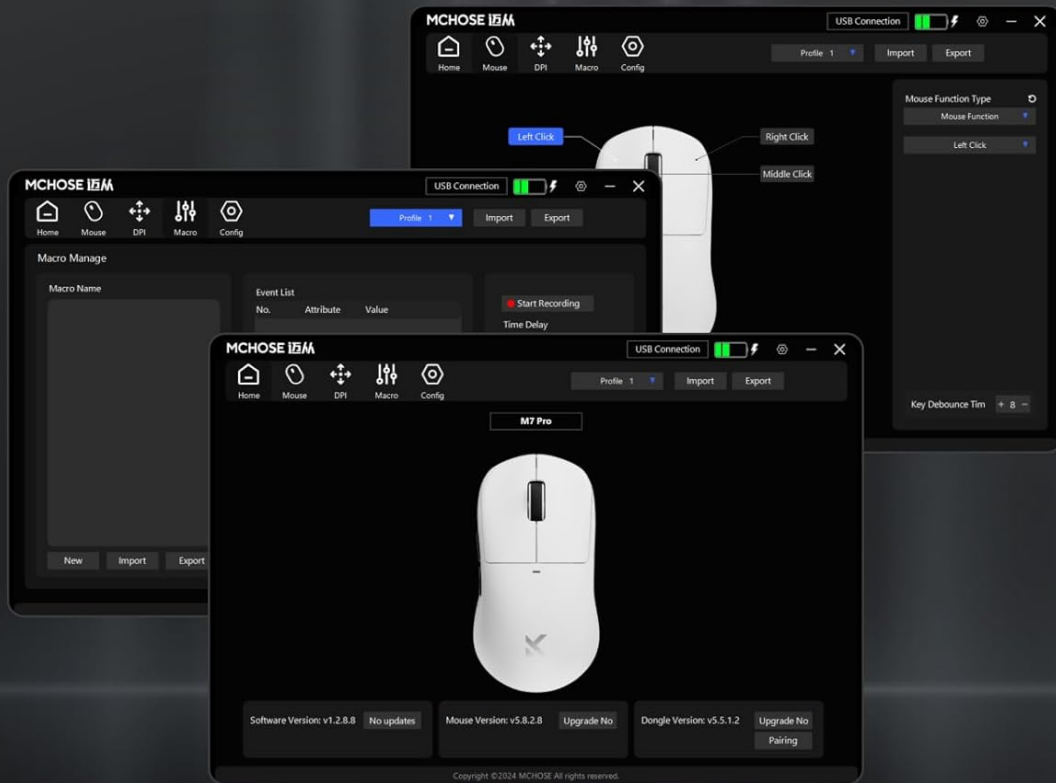 MCHOSE 迈从
USB Connection
Home Mouse DPI Macro Config
Profile 1 Import Export
Mouse Function Type
Mouse Function
Left Click
Left Click
Right Click
Middle Click
Key Debounce Tim + 8 −
MCHOSE 迈从
USB Connection
Home Mouse DPI Macro Config
Profile 1 Import Export
Macro Manage
Macro Name
Event List
No. Attribute Value
Start Recording
Time Delay
New Import Export
MCHOSE 迈从
USB Connection
Home Mouse DPI Macro Config
Profile 1 Import Export
M7 Pro
Software Version: v1.2.8.8 No updates
Mouse Version: v5.8.2.8 Upgrade No
Dongle Version: v5.5.1.2 Upgrade No
Pairing
Copyright ©2024 MCHOSE All rights reserved.